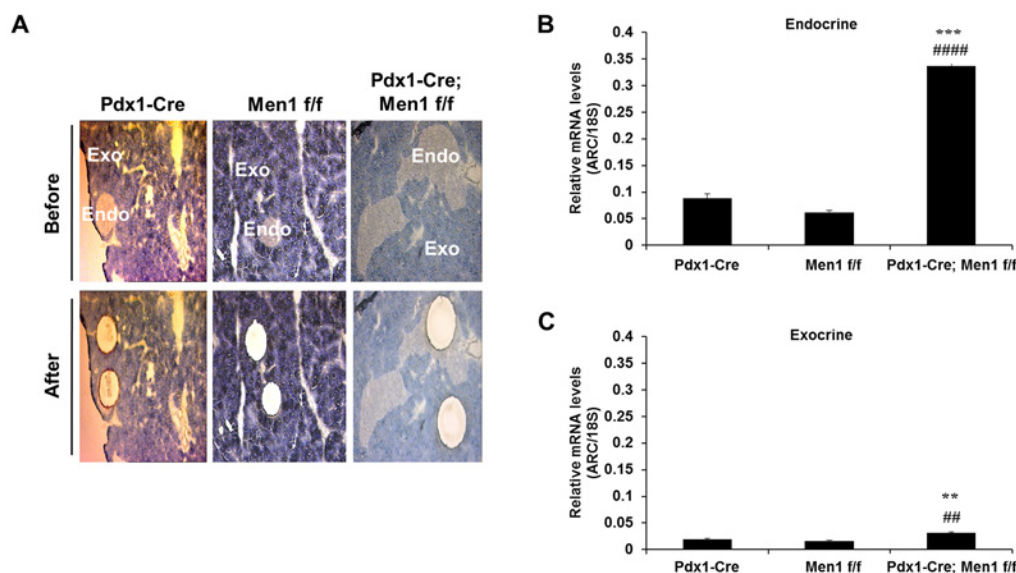 A
Pdx1-Cre
Men1 f/f
Pdx1-Cre;
Men1 f/f
Before
Exo
Endo
Exo
Endo
Endo
Exo
After
B
Endocrine
Relative mRNA levels
(ARC/18S)
0.4
0.35
0.3
0.25
0.2
0.15
0.1
0.05
0
***
####
Pdx1-Cre
Men1 f/f
Pdx1-Cre; Men1 f/f
C
Exocrine
Relative mRNA levels
(ARC/18S)
0.4
0.35
0.3
0.25
0.2
0.15
0.1
0.05
0
**
##
Pdx1-Cre
Men1 f/f
Pdx1-Cre; Men1 f/f